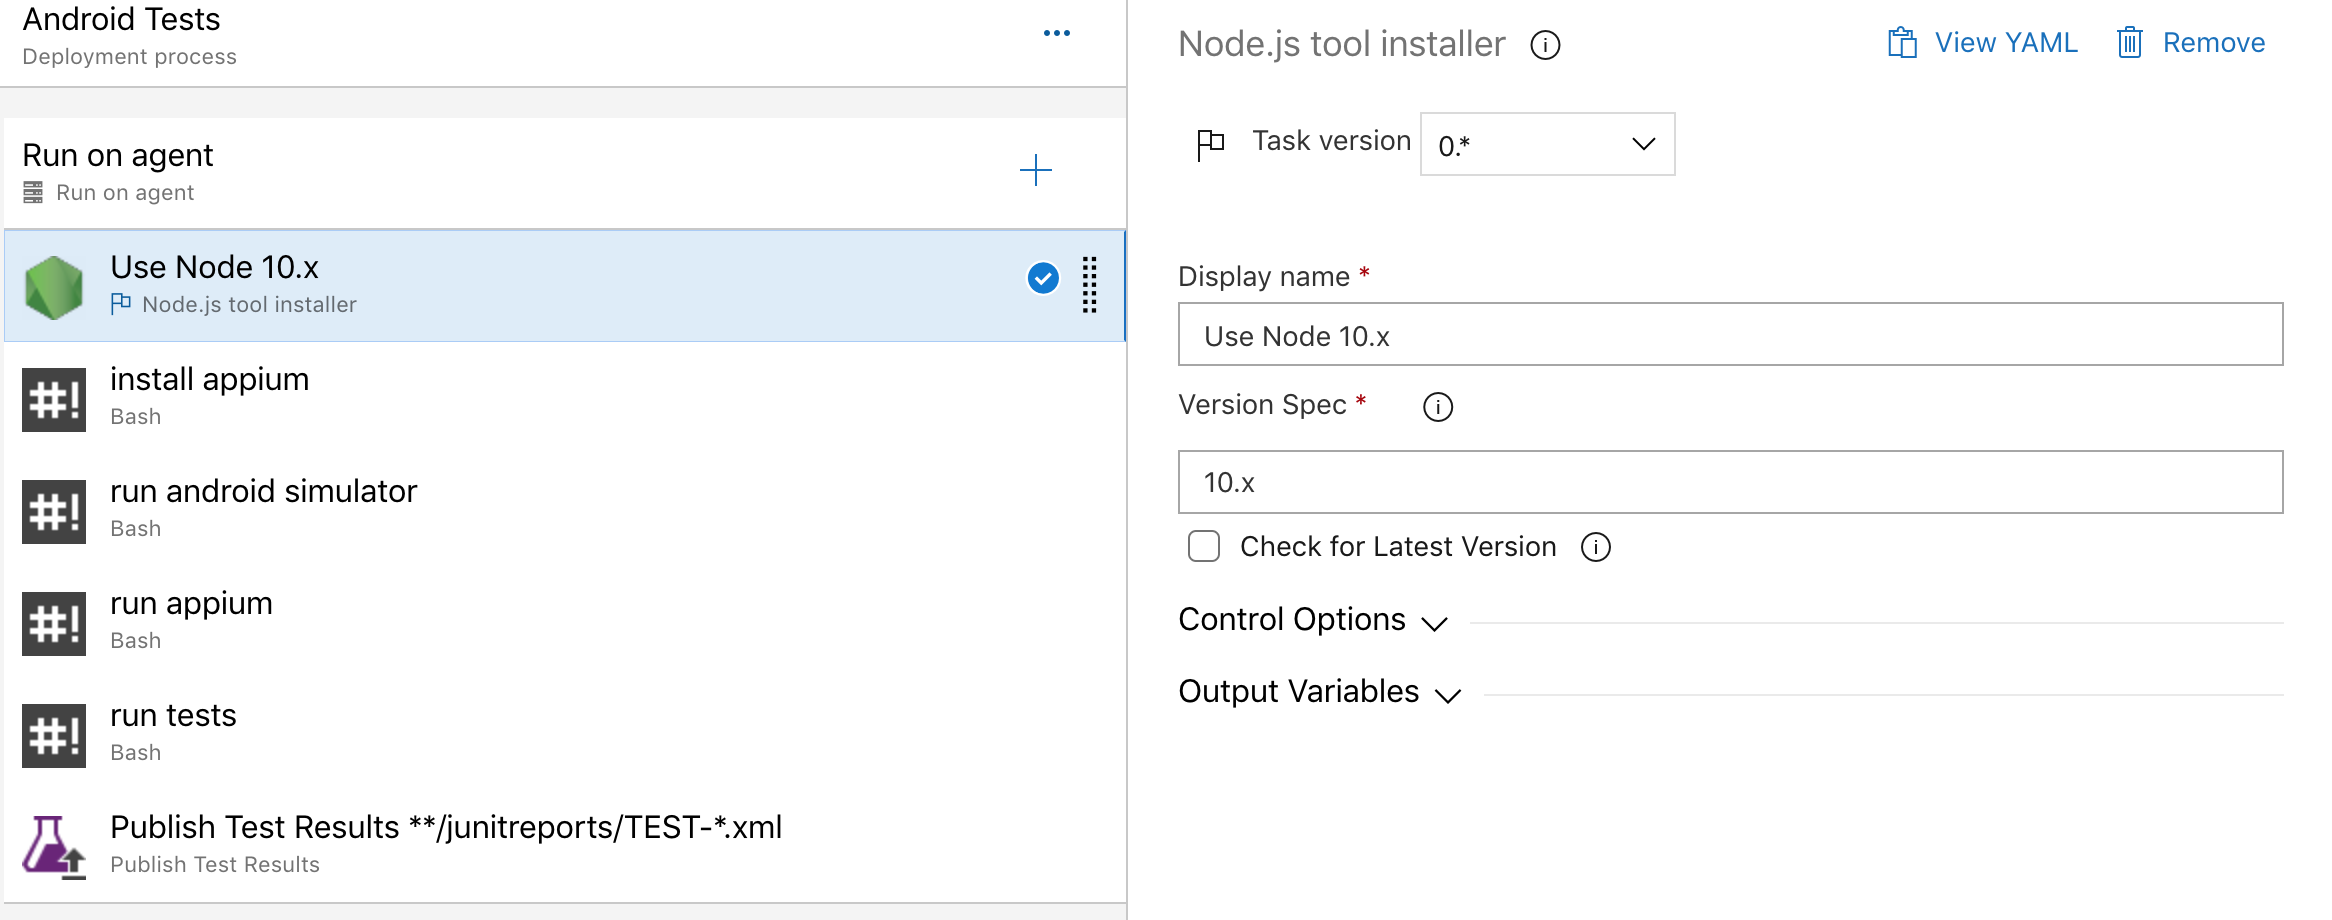 Android Tests
Deployment process
Run on agent
Run on agent
Use Node 10.x
Node.js tool installer
#!
install appium
Bash
#!
run android simulator
Bash
#!
run appium
Bash
#!
run tests
Bash
Publish Test Results **/junitreports/TEST-*.xml
Publish Test Results
Node.js tool installer
View YAML
Remove
Task version
0.*
Display name *
Use Node 10.x
Version Spec *
10.x
Check for Latest Version
Control Options
Output Variables